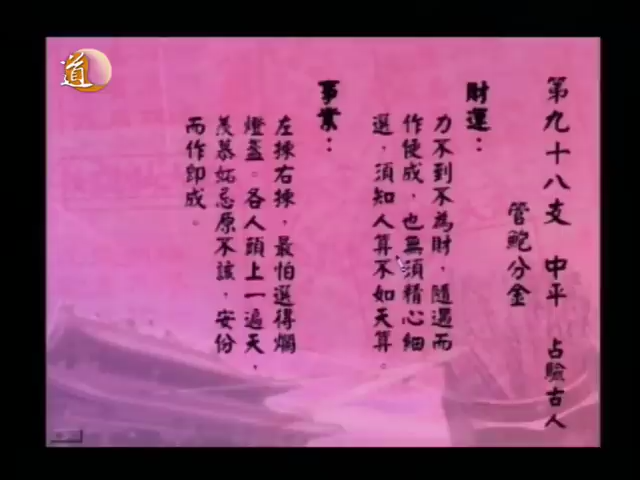 道
第九十八支 中平 占驗古人
管鮑分金
財運：
力不到不為財，隨遇而
作便成，也無須精心細
選，須知人算不如天算。
事業：
左揀右揀，最怕選得爛
燈盞。各人頭上一遍天，
羨慕妬忌原不該，安份
而作即成。